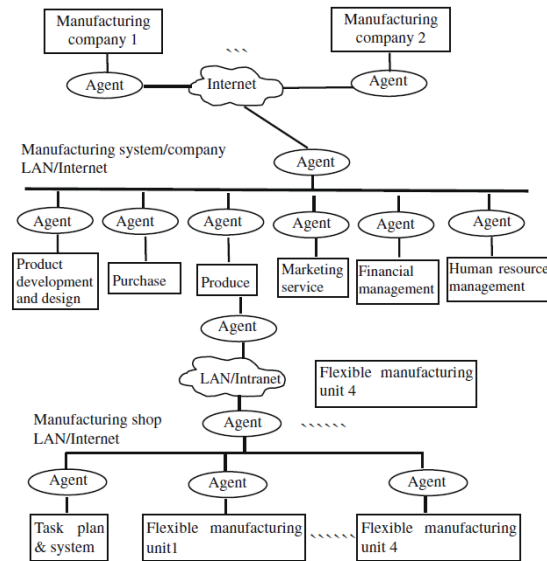 Manufacturing
company 1
Manufacturing
company 2
Agent
Internet
Agent
Manufacturing system/company
LAN/Internet
Agent
Agent
Agent
Agent
Agent
Agent
Agent
Product
development
and design
Purchase
Produce
Marketing
service
Financial
management
Human resource
management
Agent
LAN/Intranet
Flexible manufacturing
unit 4
Manufacturing shop
LAN/Internet
Agent
Agent
Agent
Agent
Task plan
& system
Flexible manufacturing
unit1
Flexible manufacturing
unit 4